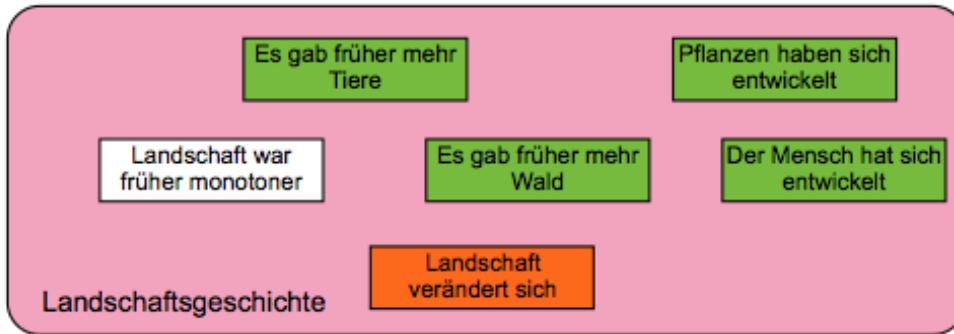 Es gab früher mehr
Tiere
Pflanzen haben sich
entwickelt
Landschaft war
früher monotoner
Es gab früher mehr
Wald
Der Mensch hat sich
entwickelt
Landschaft
verändert sich
Landschaftsgeschichte